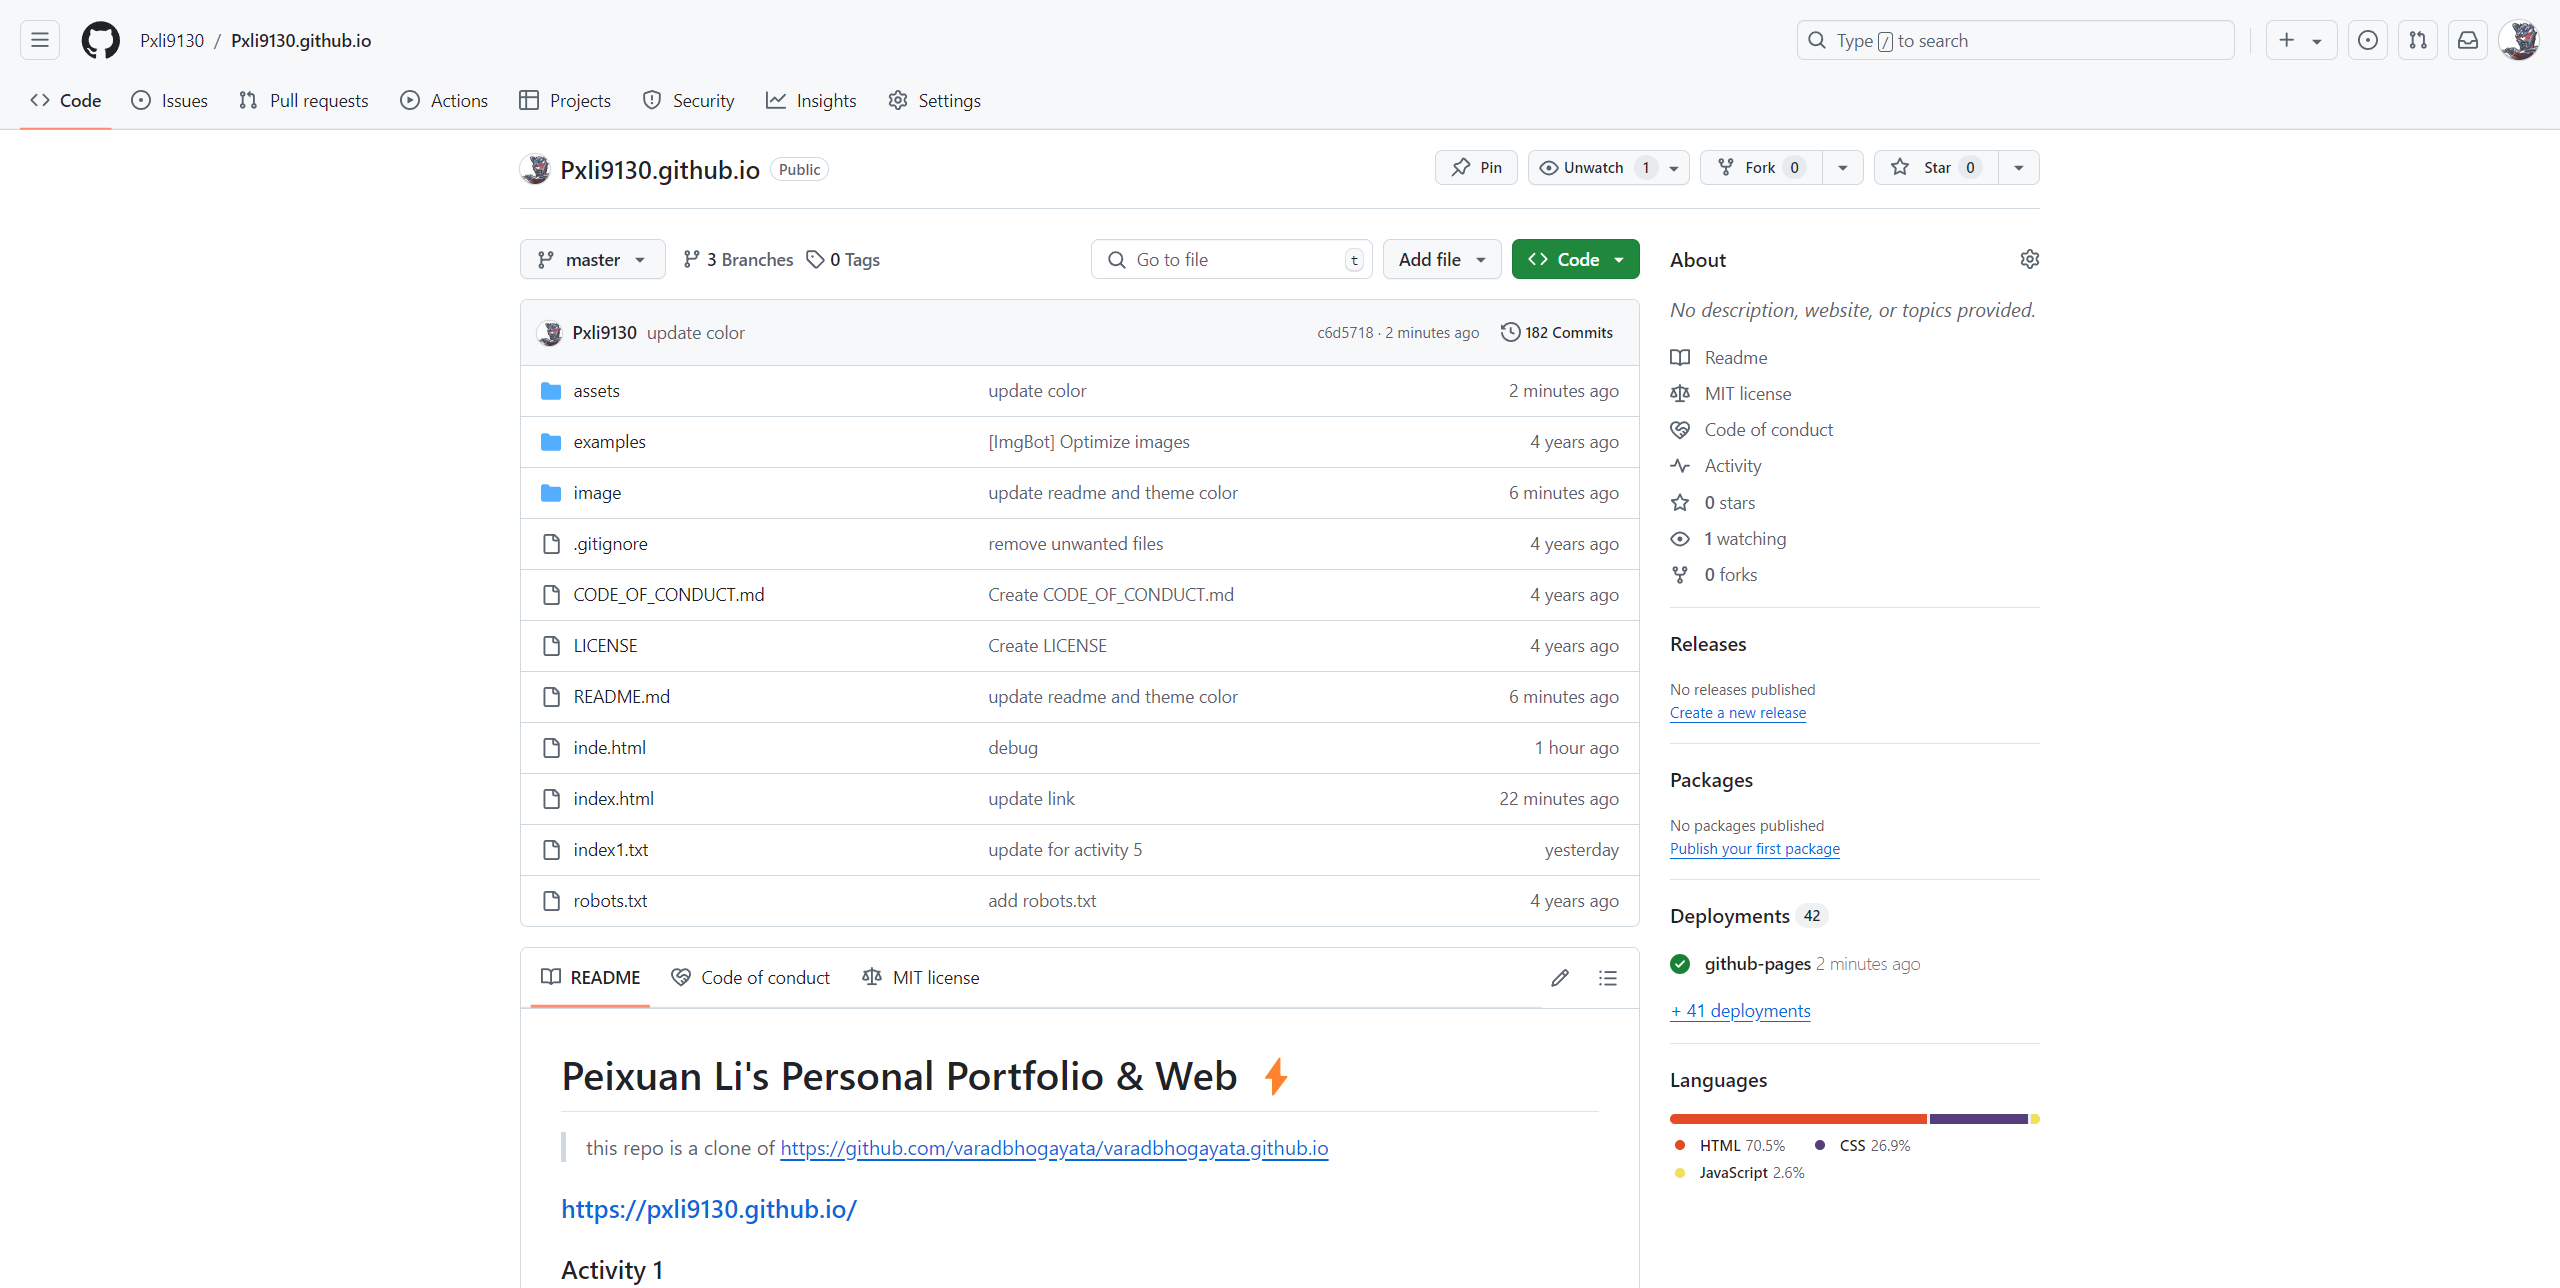 Pxli9130 / Pxli9130.github.io
Type / to search
Code Issues Pull requests Actions Projects Security Insights Settings
Pxli9130.github.io Public
Pin Unwatch 1 Fork 0 Star 0
master 3 Branches 0 Tags Go to file t Add file Code
Pxli9130 update color c6d5718 · 2 minutes ago 182 Commits
assets update color 2 minutes ago
examples [ImgBot] Optimize images 4 years ago
image update readme and theme color 6 minutes ago
.gitignore remove unwanted files 4 years ago
CODE_OF_CONDUCT.md Create CODE_OF_CONDUCT.md 4 years ago
LICENSE Create LICENSE 4 years ago
README.md update readme and theme color 6 minutes ago
inde.html debug 1 hour ago
index.html update link 22 minutes ago
index1.txt update for activity 5 yesterday
robots.txt add robots.txt 4 years ago
README Code of conduct MIT license
Peixuan Li's Personal Portfolio & Web ⚡
this repo is a clone of https://github.com/varadbhogayata/varadbhogayata.github.io
https://pxli9130.github.io/
Activity 1
About
No description, website, or topics provided.
Readme
MIT license
Code of conduct
Activity
0 stars
1 watching
0 forks
Releases
No releases published
Create a new release
Packages
No packages published
Publish your first package
Deployments 42
github-pages 2 minutes ago
+ 41 deployments
Languages
HTML 70.5% CSS 26.9%
JavaScript 2.6%